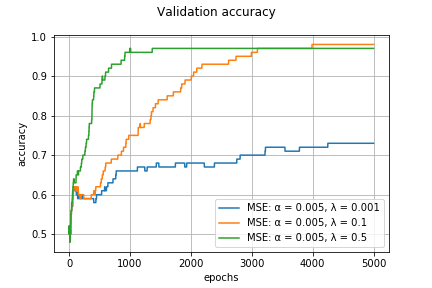 Validation accuracy
accuracy
1.0
0.9
0.8
0.7
0.6
0.5
0
1000
2000
3000
4000
5000
epochs
MSE: α = 0.005, λ = 0.001
MSE: α = 0.005, λ = 0.1
MSE: α = 0.005, λ = 0.5